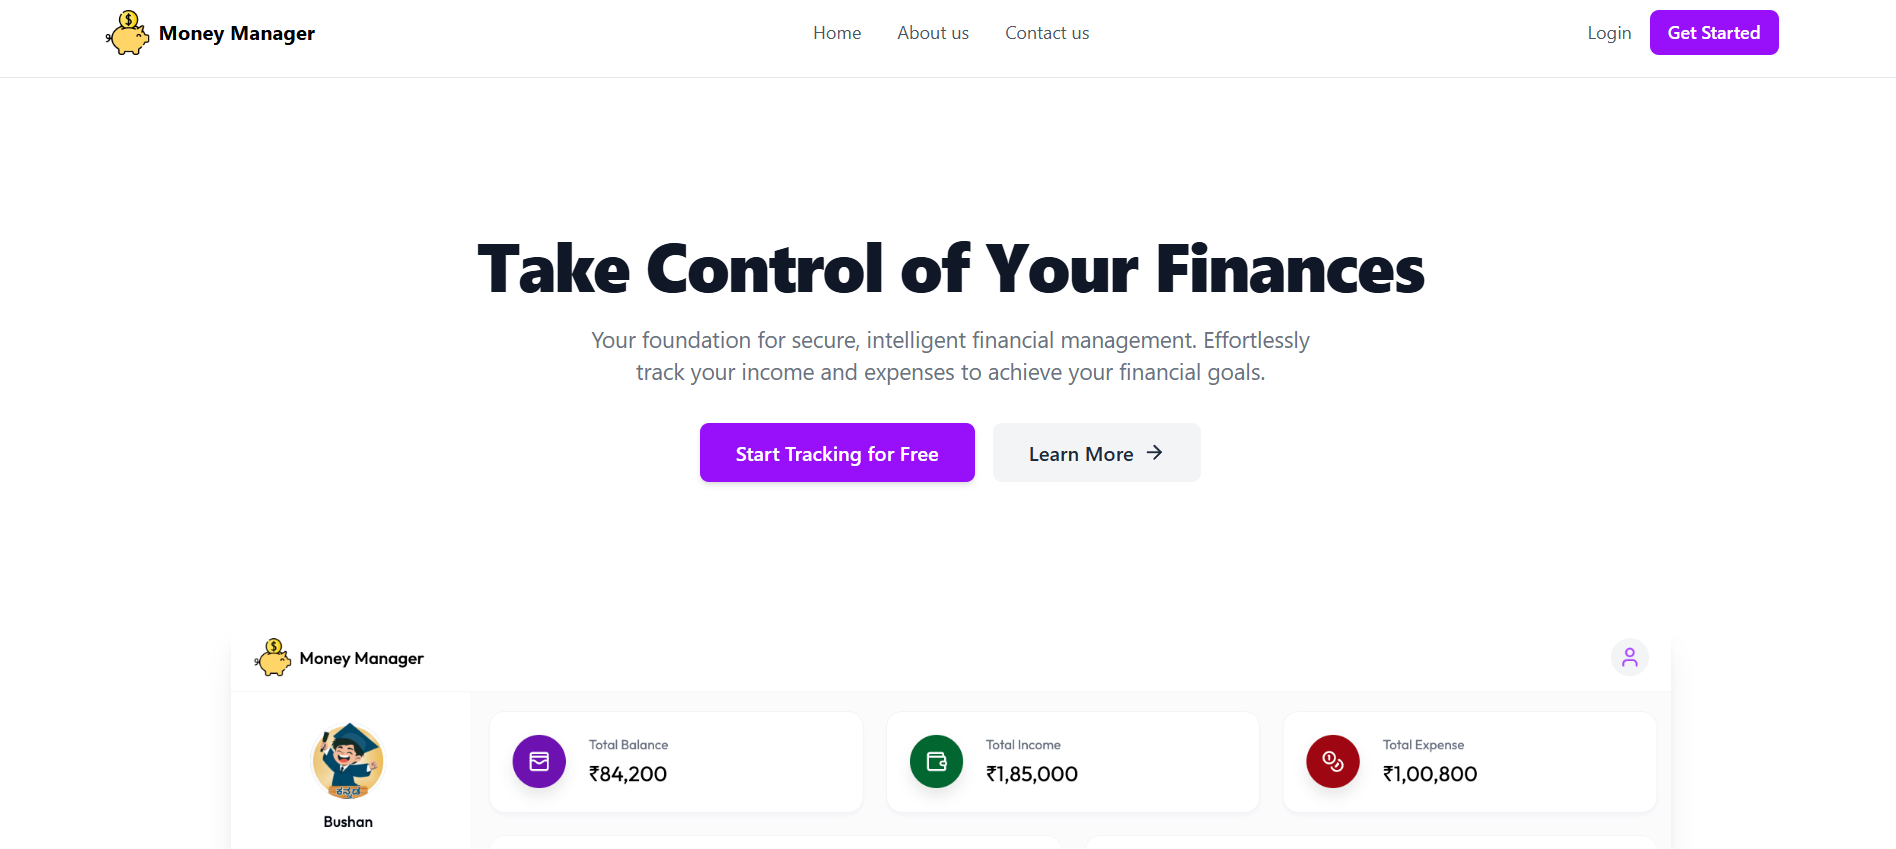 Money Manager
Home
About us
Contact us
Login
Get Started
Take Control of Your Finances
Your foundation for secure, intelligent financial management. Effortlessly
track your income and expenses to achieve your financial goals.
Start Tracking for Free
Learn More →
$
Money Manager
ಕನ್ನಡ
Bushan
Total Balance
₹84,200
Total Income
₹1,85,000
Total Expense
₹1,00,800